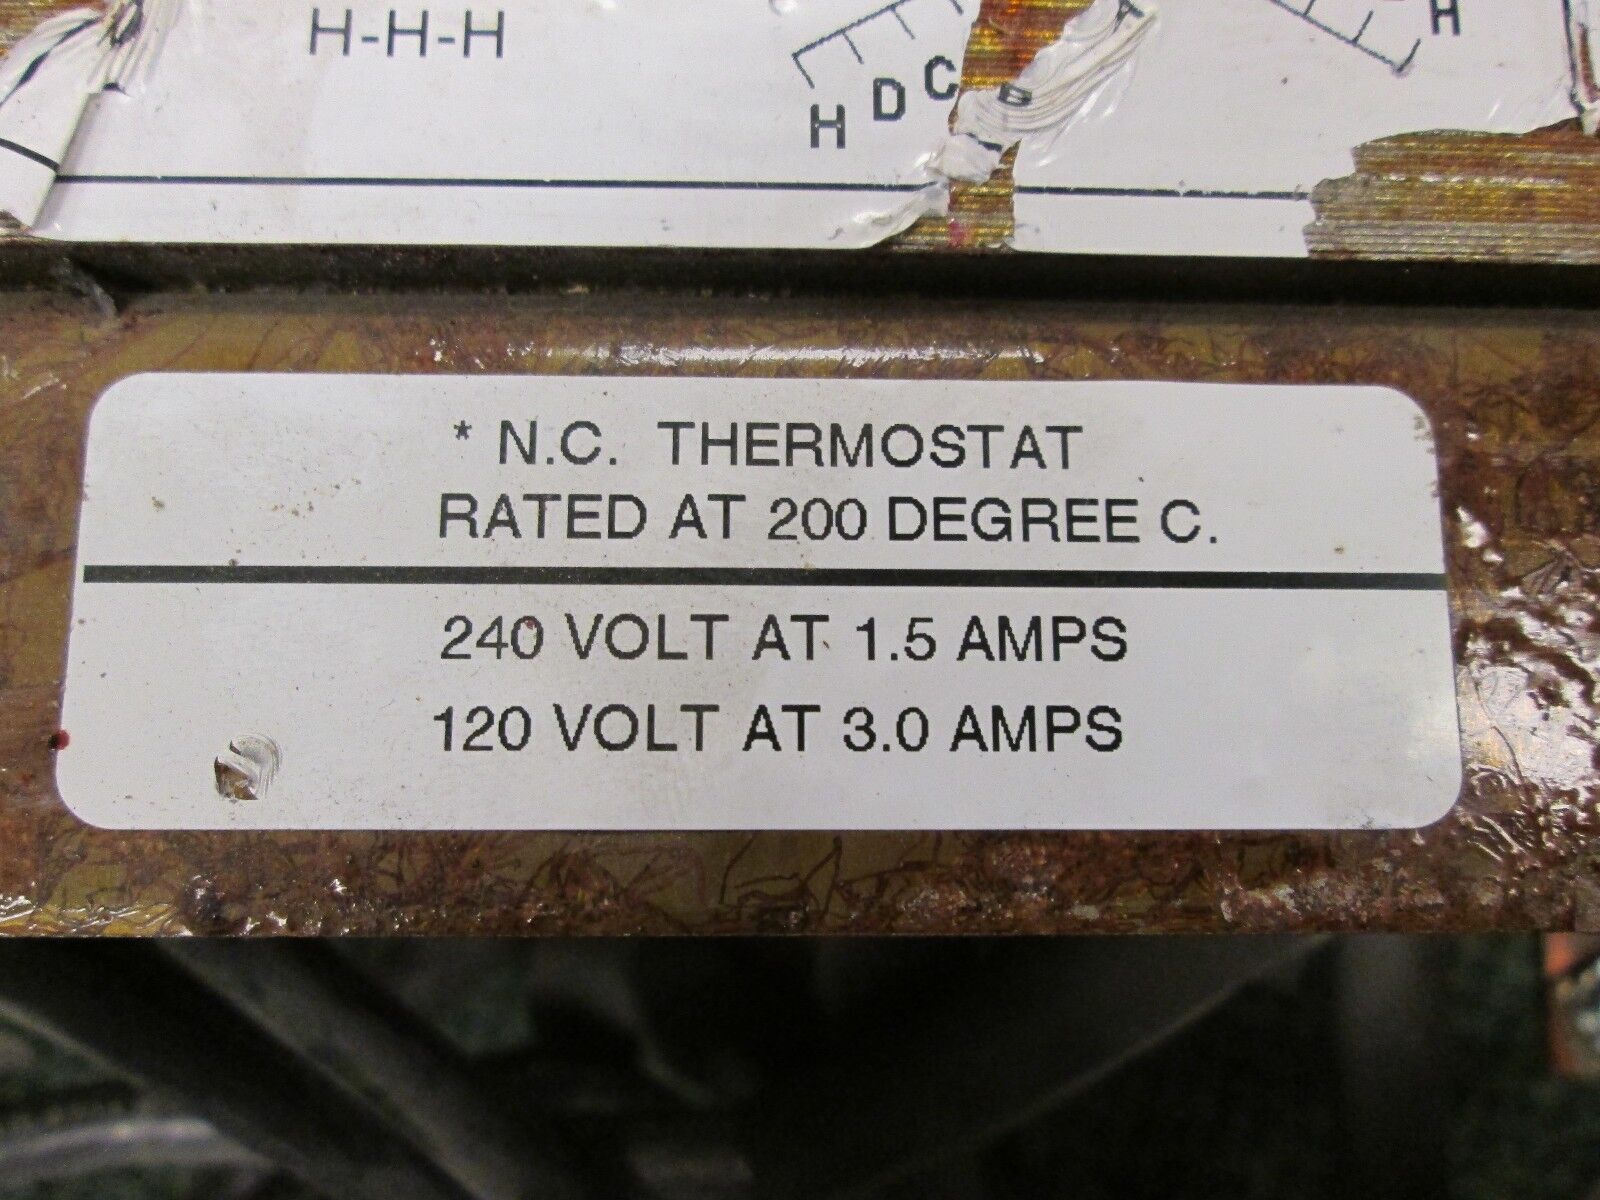 H-H-H
H D C B A
H
* N.C. THERMOSTAT
RATED AT 200 DEGREE C.
240 VOLT AT 1.5 AMPS
120 VOLT AT 3.0 AMPS